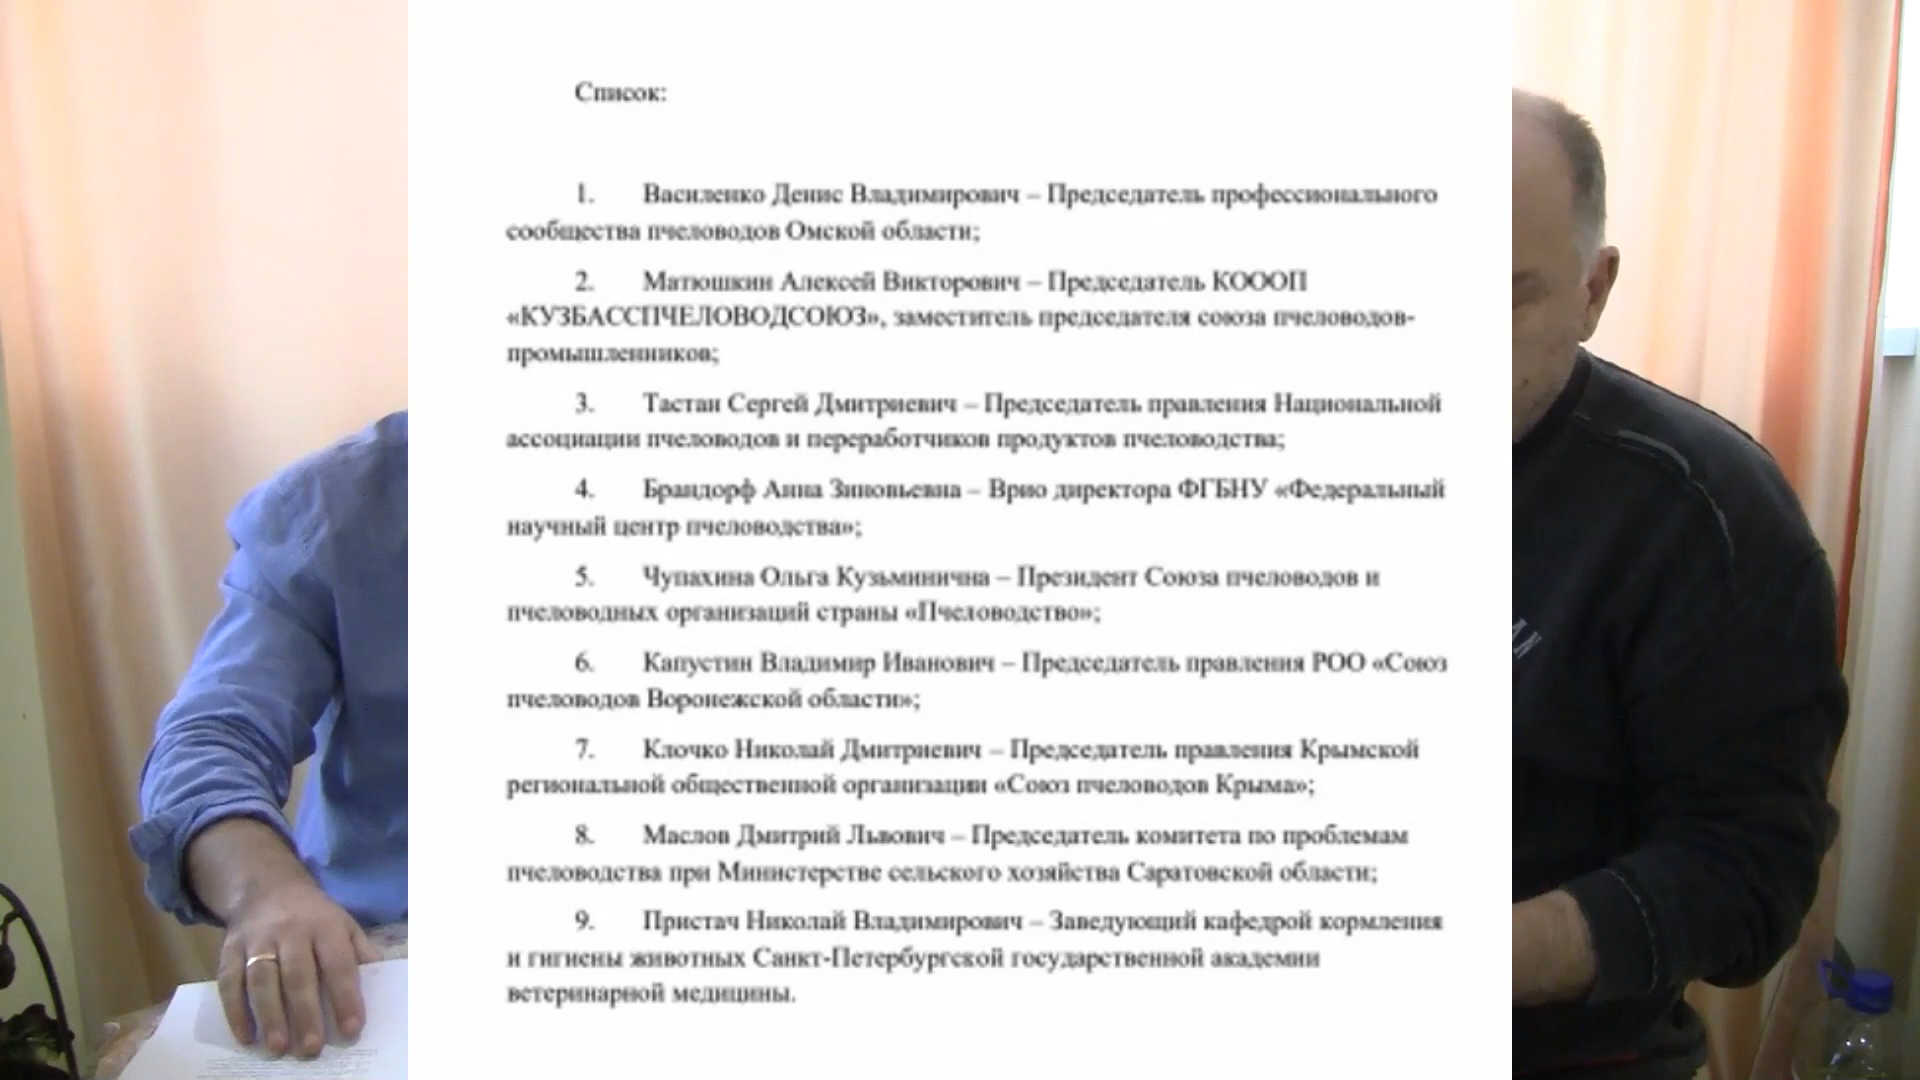 Список:
1. Василенко Денис Владимирович – Председатель профессионального
сообщества пчеловодов Омской области;
2. Матюшкин Алексей Викторович – Председатель КОООП
«КУЗБАССПЧЕЛОВОДСОЮЗ», заместитель председателя союза пчеловодов-
промышленников;
3. Тастан Сергей Дмитриевич – Председатель правления Национальной
ассоциации пчеловодов и переработчиков продуктов пчеловодства;
4. Брандорф Анна Зиновьевна – Врио директора ФГБНУ «Федеральный
научный центр пчеловодства»;
5. Чупахина Ольга Кузьминична – Президент Союза пчеловодов и
пчеловодных организаций страны «Пчеловодство»;
6. Капустин Владимир Иванович – Председатель правления РОО «Союз
пчеловодов Воронежской области»;
7. Клочко Николай Дмитриевич – Председатель правления Крымской
региональной общественной организации «Союз пчеловодов Крыма»;
8. Маслов Дмитрий Львович – Председатель комитета по проблемам
пчеловодства при Министерстве сельского хозяйства Саратовской области;
9. Пристач Николай Владимирович – Заведующий кафедрой кормления
и гигиены животных Санкт-Петербургской государственной академии
ветеринарной медицины.